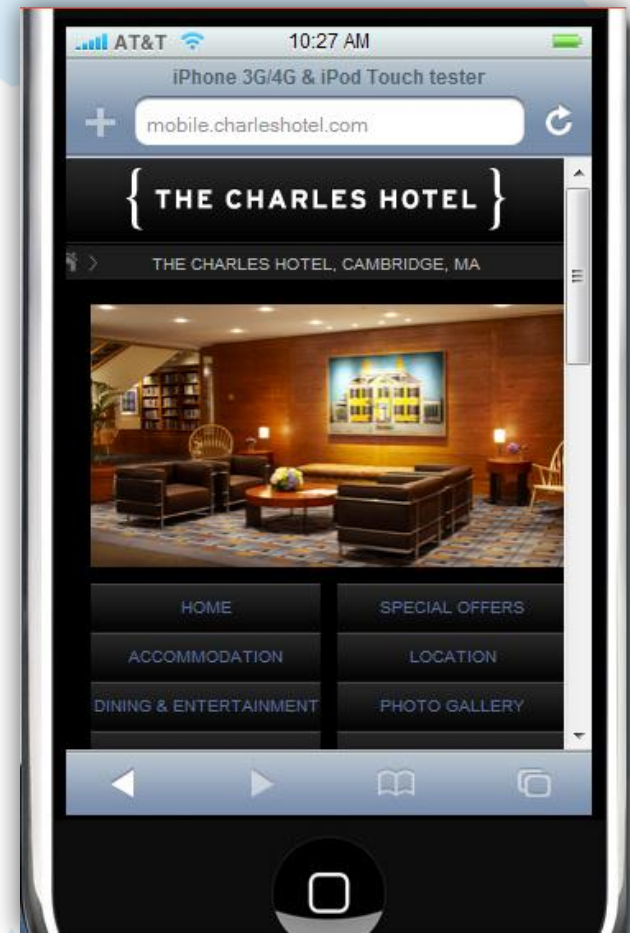 AT&T 10:27 AM
iPhone 3G/4G & iPod Touch tester
mobile.charleshotel.com
{ THE CHARLES HOTEL }
THE CHARLES HOTEL, CAMBRIDGE, MA
HOME SPECIAL OFFERS
ACCOMMODATION LOCATION
DINING & ENTERTAINMENT PHOTO GALLERY